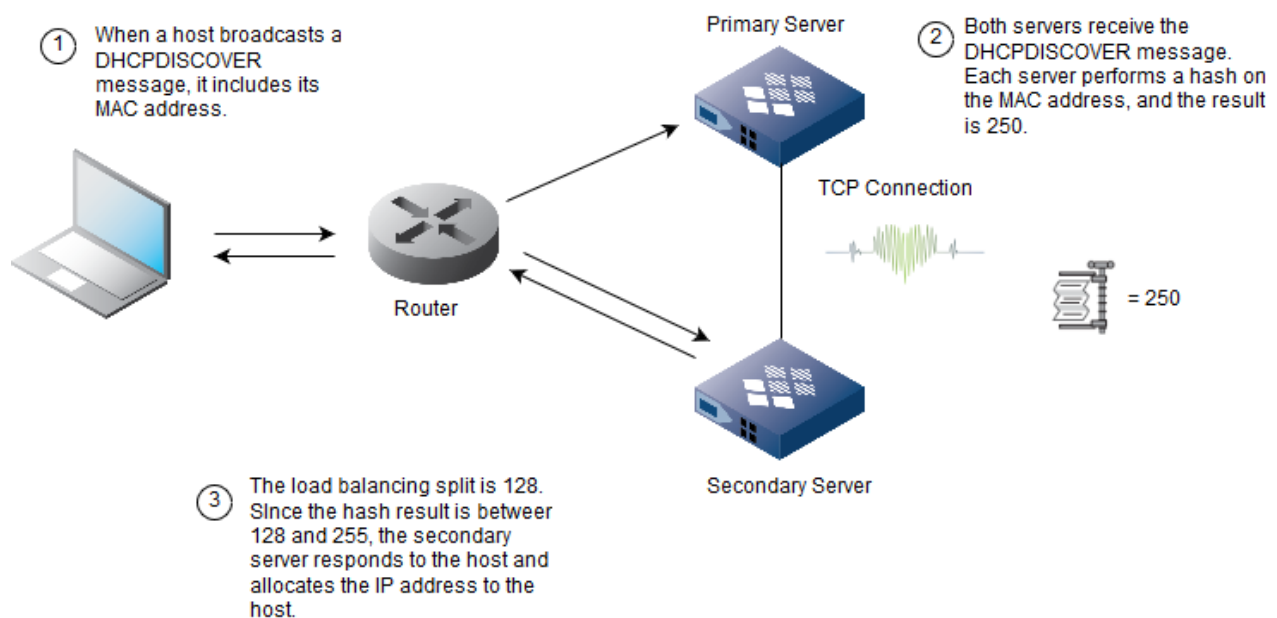 1
When a host broadcasts a
DHCPDISCOVER
message, it includes its
MAC address.
Primary Server
2
Both servers receive the
DHCPDISCOVER message.
Each server performs a hash on
the MAC address, and the result
is 250.
TCP Connection
Router
= 250
Secondary Server
3
The load balancing split is 128.
SInce the hash result is betweer
128 and 255, the secondary
server responds to the host and
allocates the IP address to the
host.